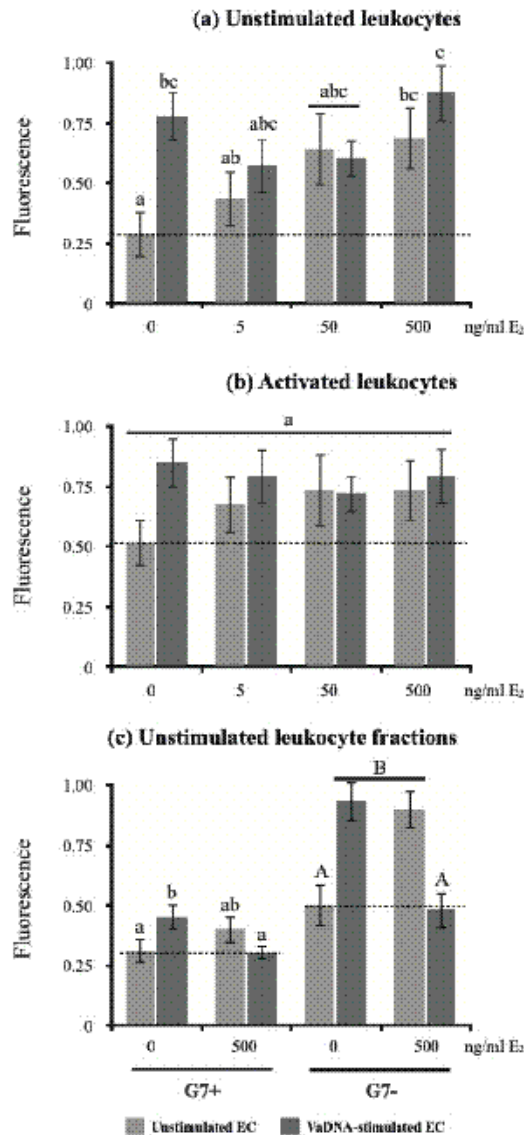 (a) Unstimulated leukocytes
c
1.00
bc
abc
bc
abc
0.75
ab
Fluorescence
0.50
a
0.25
0
0 5 50 500 ng/ml E₂
(b) Activated leukocytes
a
1.00
0.75
Fluorescence
0.50
0.25
0
0 5 50 500 ng/ml E₂
(c) Unstimulated leukocyte fractions
B
1.00
0.75
Fluorescence
A A
0.50
b ab
a a
0.25
0
0 500 0 500 ng/ml E₂
G7+ G7-
Unstimulated EC VaDNA-stimulated EC